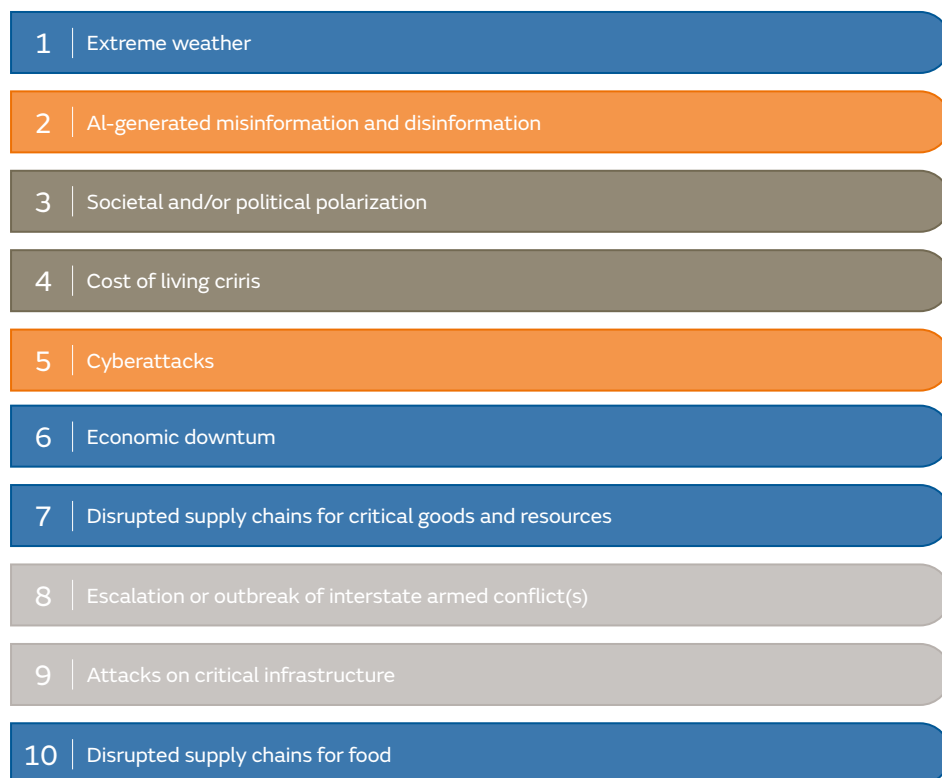 1 Extreme weather
2 Al-generated misinformation and disinformation
3 Societal and/or political polarization
4 Cost of living criris
5 Cyberattacks
6 Economic downtum
7 Disrupted supply chains for critical goods and resources
8 Escalation or outbreak of interstate armed conflict(s)
9 Attacks on critical infrastructure
10 Disrupted supply chains for food